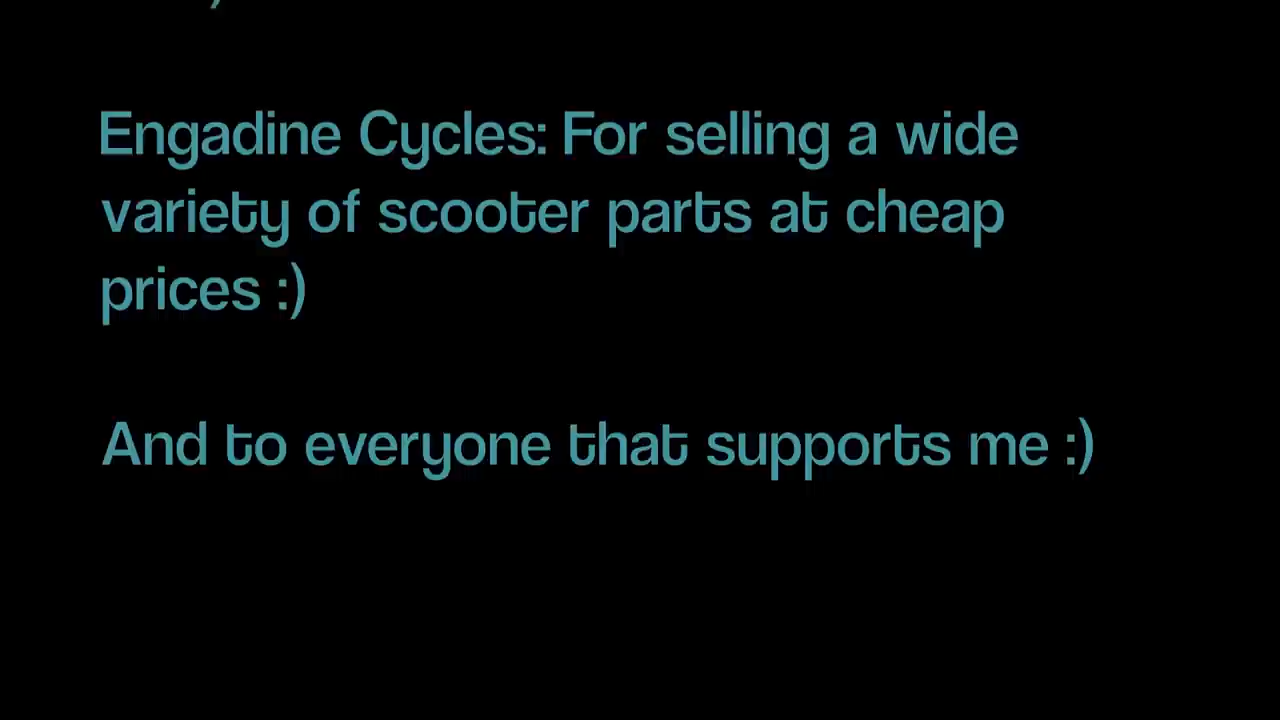 Engadine Cycles: For selling a wide
variety of scooter parts at cheap
prices :)
And to everyone that supports me :)